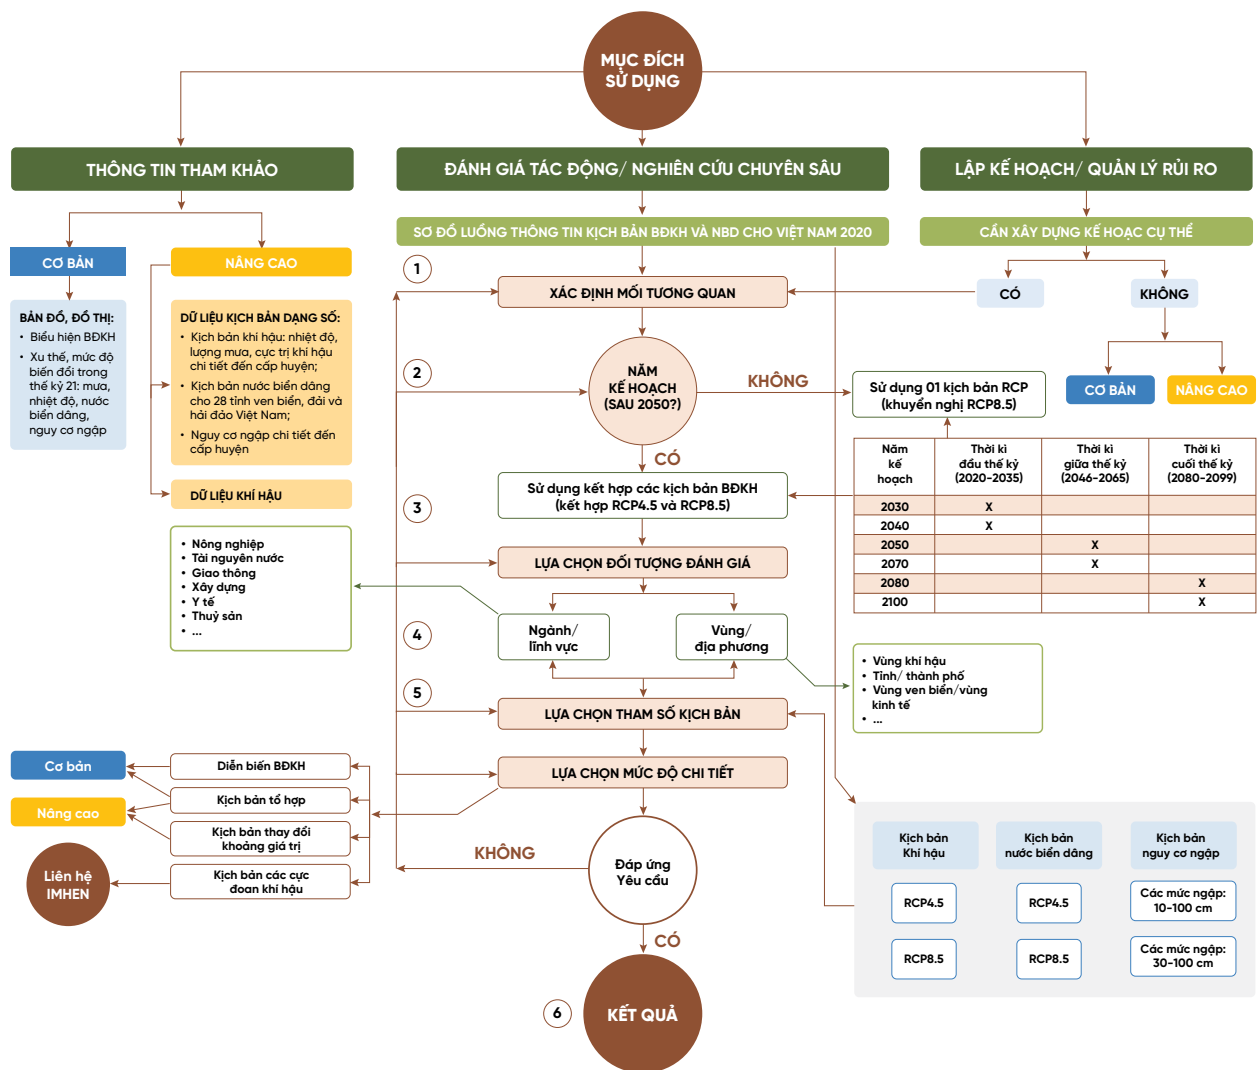 MỤC ĐÍCH
SỬ DỤNG
THÔNG TIN THAM KHẢO
ĐÁNH GIÁ TÁC ĐỘNG/ NGHIÊN CỨU CHUYÊN SÂU
LẬP KẾ HOẠCH/ QUẢN LÝ RỦI RO
SƠ ĐỒ LUỒNG THÔNG TIN KỊCH BẢN BĐKH VÀ NBD CHO VIỆT NAM 2020
CẦN XÂY DỰNG KẾ HOẠC CỤ THỂ
CƠ BẢN
NÂNG CAO
BẢN ĐỒ, ĐỒ THỊ:
• Biểu hiện BĐKH
• Xu thế, mức độ
biến đổi trong
thế kỷ 21: mưa,
nhiệt độ, nước
biển dâng,
nguy cơ ngập
DỮ LIỆU KỊCH BẢN DẠNG SỐ:
• Kịch bản khí hậu: nhiệt độ,
lượng mưa, cực trị khí hậu
chi tiết đến cấp huyện;
• Kịch bản nước biển dâng
cho 28 tỉnh ven biển, đải và
hải đảo Việt Nam;
• Nguy cơ ngập chi tiết đến
cấp huyện
DỮ LIỆU KHÍ HẬU
1
XÁC ĐỊNH MỐI TƯƠNG QUAN
CÓ
KHÔNG
CƠ BẢN
NÂNG CAO
2
NĂM
KẾ HOẠCH
(SAU 2050?)
KHÔNG
Sử dụng 01 kịch bản RCP
(khuyển nghị RCP8.5)
CÓ
Năm
kế
hoạch
Thời kì
đầu thế kỷ
(2020-2035)
Thời kì
giữa thế kỷ
(2046-2065)
Thời kì
cuối thế kỷ
(2080-2099)
2030 X
2040 X
2050 X
2070 X
2080 X
2100 X
Sử dụng kết hợp các kịch bản BĐKH
(kết hợp RCP4.5 và RCP8.5)
3
LỰA CHỌN ĐỐI TƯỢNG ĐÁNH GIÁ
• Nông nghiệp
• Tài nguyên nước
• Giao thông
• Xây dựng
• Y tế
• Thuỷ sản
• ...
4
Ngành/
lĩnh vực
Vùng/
địa phương
• Vùng khí hậu
• Tỉnh/ thành phố
• Vùng ven biển/vùng
kinh tế
• ...
5
LỰA CHỌN THAM SỐ KỊCH BẢN
LỰA CHỌN MỨC ĐỘ CHI TIẾT
Cơ bản
Nâng cao
Liên hệ
IMHEN
Diễn biến BĐKH
Kịch bản tổ hợp
Kịch bản thay đổi
khoảng giá trị
Kịch bản các cực
đoan khí hậu
KHÔNG
Đáp ứng
Yêu cầu
CÓ
6
KẾT QUẢ
Kịch bản
Khí hậu
Kịch bản
nước biển dâng
Kịch bản
nguy cơ ngập
RCP4.5
RCP4.5
Các mức ngập:
10-100 cm
RCP8.5
RCP8.5
Các mức ngập:
30-100 cm